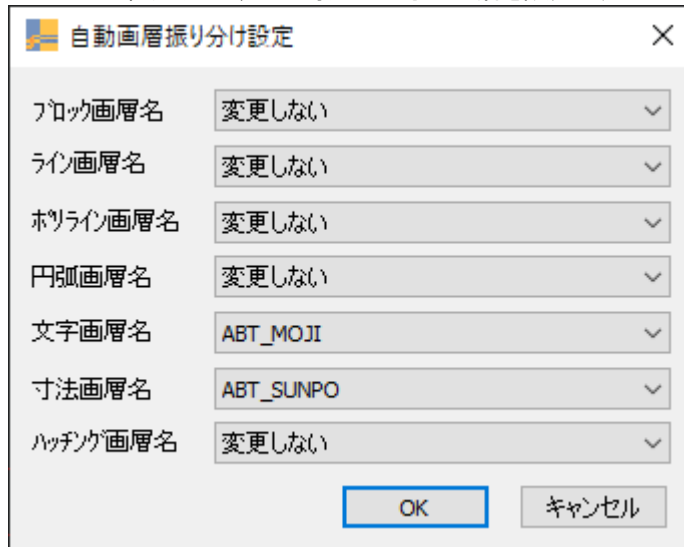 自動画層振り分け設定
ﾌﾞﾛｯｸ画層名 変更しない
ﾗｲﾝ画層名 変更しない
ﾎﾟﾘﾗｲﾝ画層名 変更しない
円弧画層名 変更しない
文字画層名 ABT_MOJI
寸法画層名 ABT_SUNPO
ﾊｯﾁﾝｸﾞ画層名 変更しない
OK キャンセル